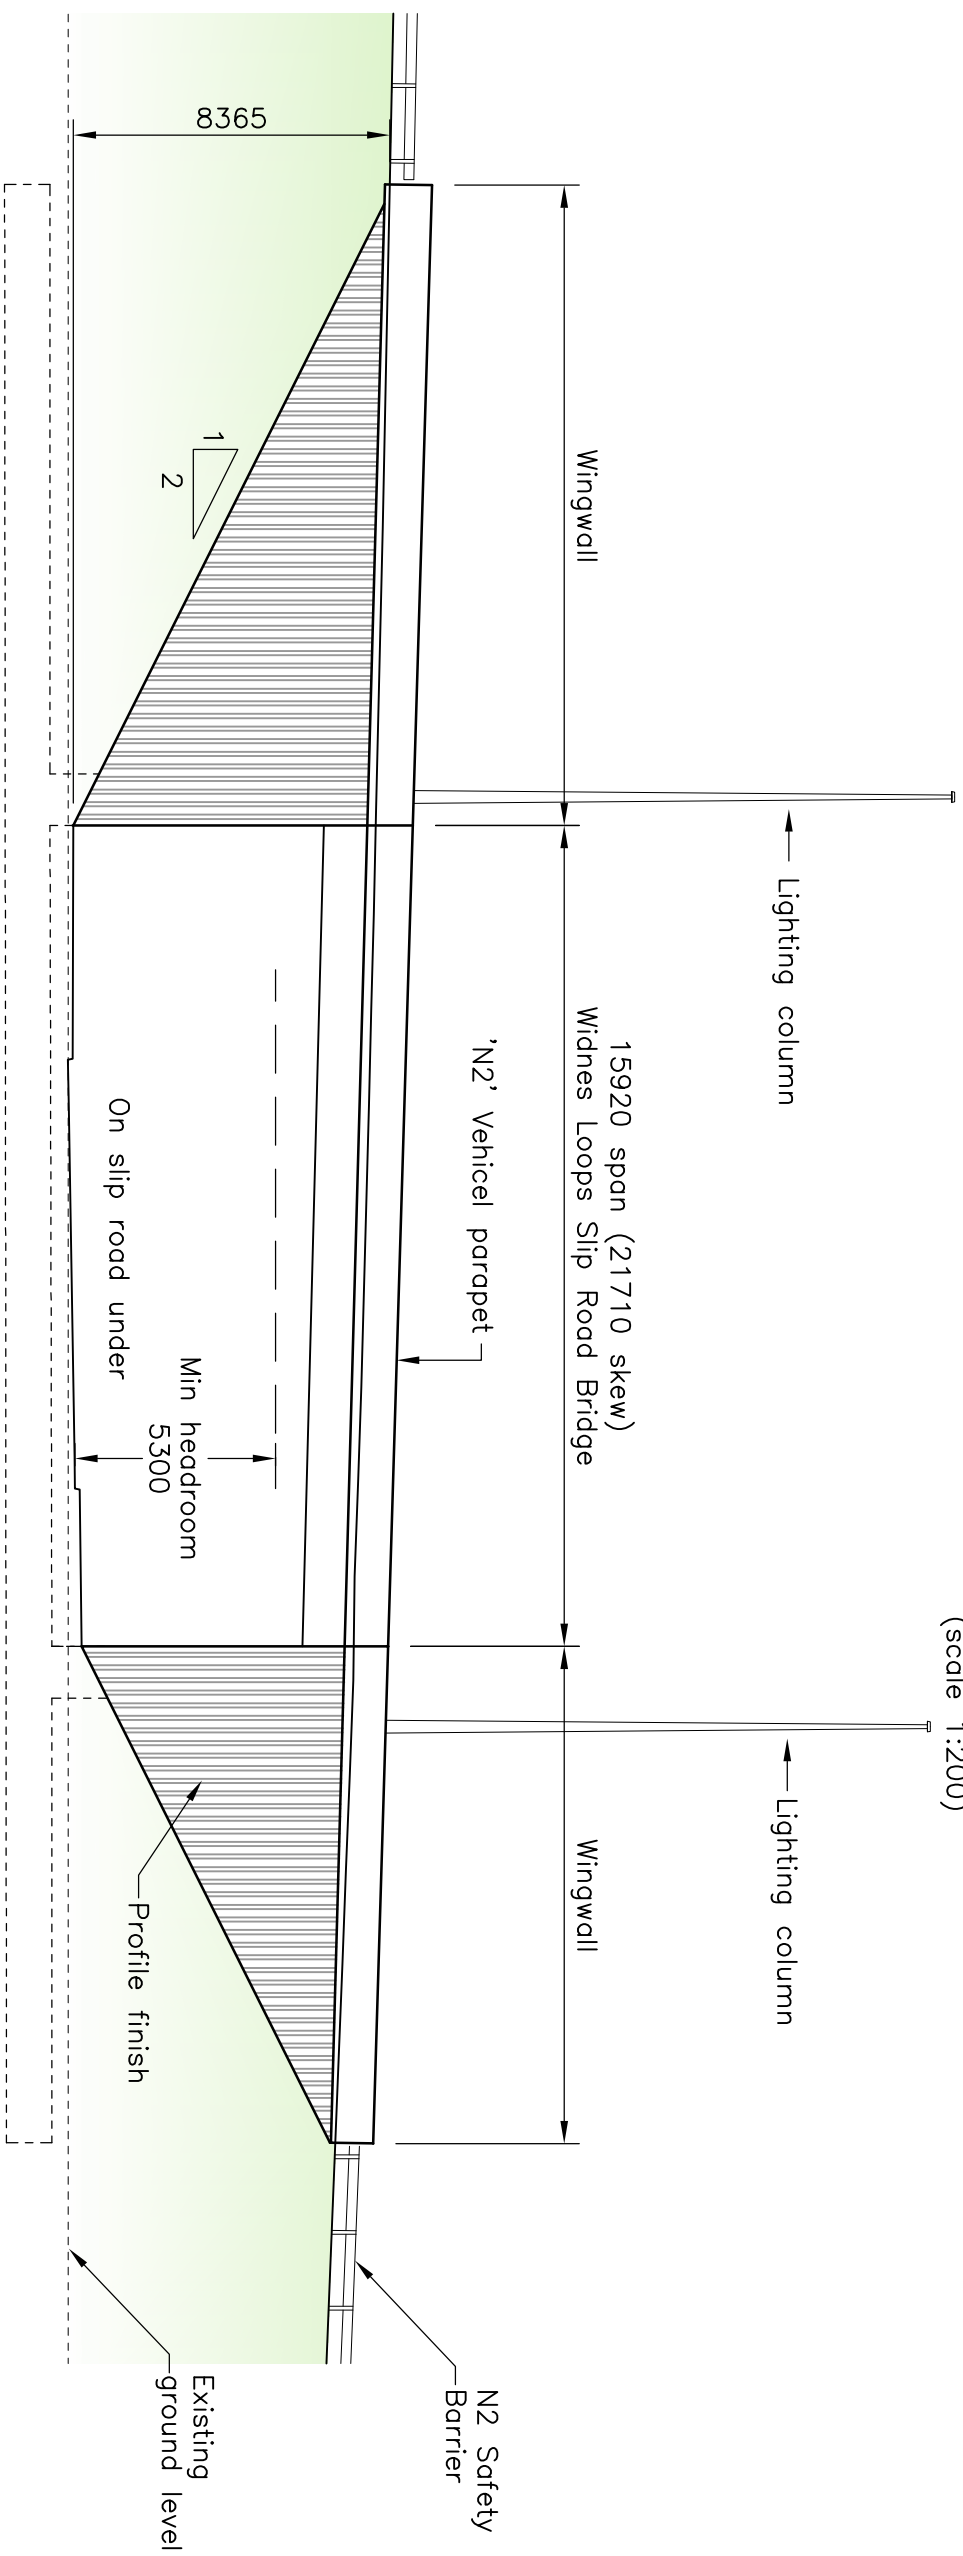 (scale 1:200)
Lighting column
Lighting column
15920 span (21710 skew)
Wingwall
Widnes Loops Slip Road Bridge
Wingwall
'N2' Vehicel parapet
N2 Safety
Barrier
8365
1
2
Min headroom
5300
On slip road under
Profile finish
Existing
ground level